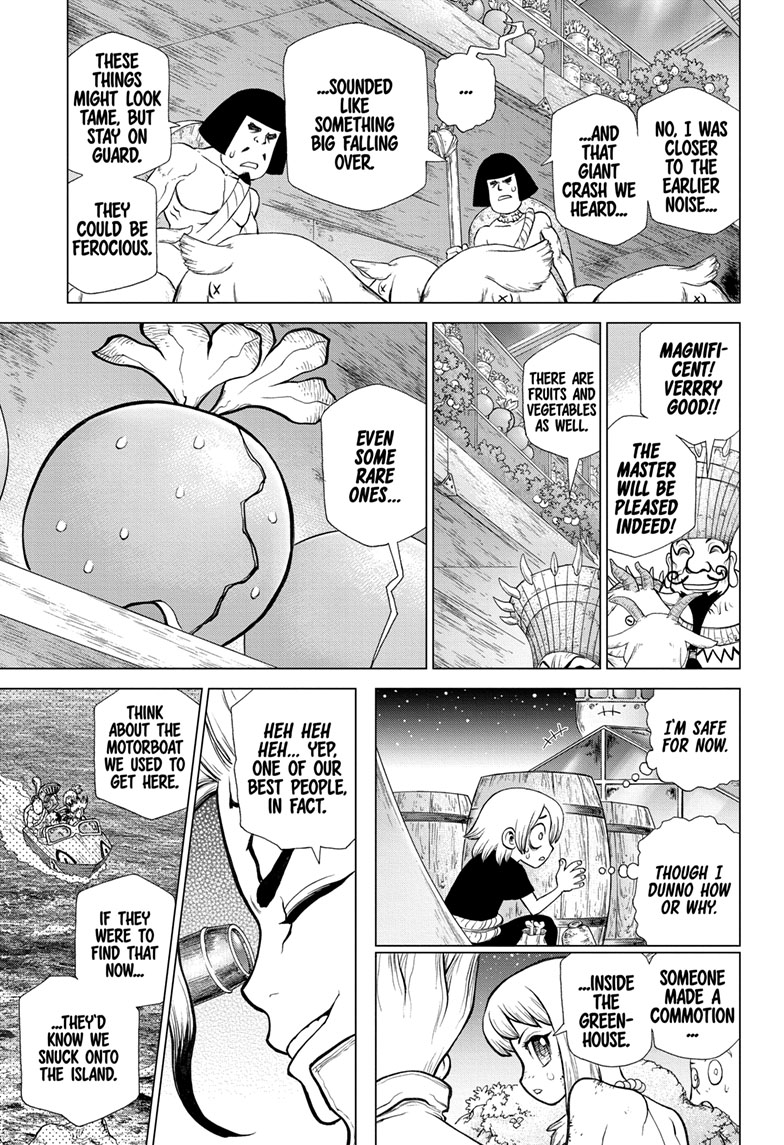 NO, I WAS
CLOSER
TO THE
EARLIER
NOISE...
...AND
THAT
GIANT
CRASH WE
HEARD...
...
...SOUNDED
LIKE
SOMETHING
BIG FALLING
OVER.
THESE
THINGS
MIGHT LOOK
TAME, BUT
STAY ON
GUARD.
THEY
COULD BE
FEROCIOUS.
MAGNIFI-
CENT!
VERRRY
GOOD!!
THE
MASTER
WILL BE
PLEASED
INDEED!
THERE ARE
FRUITS AND
VEGETABLES
AS WELL.
EVEN
SOME
RARE
ONES...
I'M SAFE
FOR NOW.
THOUGH I
DUNNO HOW
OR WHY.
SOMEONE
MADE A
COMMOTION
...INSIDE
THE
GREEN-
HOUSE.
HEH HEH
HEH... YEP,
ONE OF OUR
BEST PEOPLE,
IN FACT.
THINK
ABOUT THE
MOTORBOAT
WE USED TO
GET HERE.
IF THEY
WERE TO
FIND THAT
NOW...
...THEY'D
KNOW WE
SNUCK ONTO
THE ISLAND.